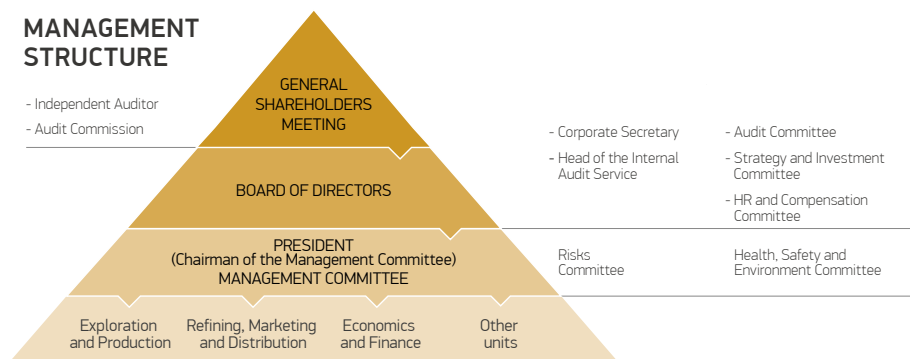 MANAGEMENT
STRUCTURE
GENERAL
SHAREHOLDERS
MEETING
- Independent Auditor
- Audit Commission
BOARD OF DIRECTORS
- Corporate Secretary
- Head of the Internal
Audit Service
- Audit Committee
- Strategy and Investment
Committee
- HR and Compensation
Committee
PRESIDENT
(Chairman of the Management Committee)
MANAGEMENT COMMITTEE
Risks
Committee
Health, Safety and
Environment Committee
Exploration
and Production
Refining, Marketing
and Distribution
Economics
and Finance
Other
units